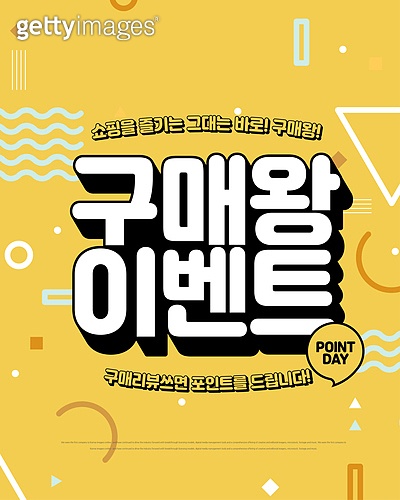 gettyimages®
쇼핑을 즐기는 그대는 바로! 구매왕!
구매왕
이벤트
POINT
DAY
구매리뷰쓰면 포인트를 드립니다!